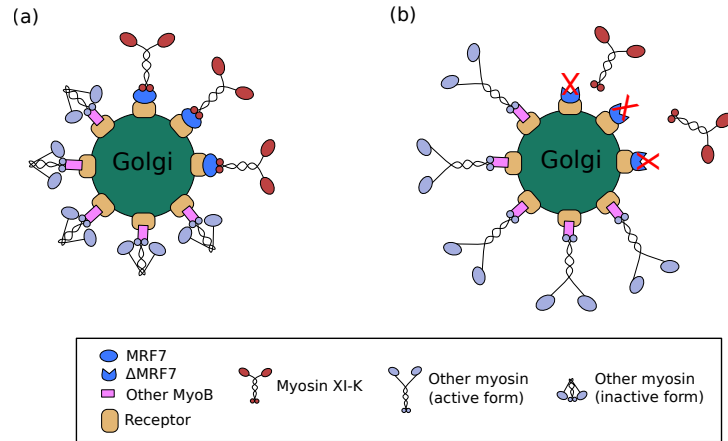 (a)
(b)
Golgi
Golgi
MRF7
ΔMRF7
Other MyoB
Receptor
Myosin XI-K
Other myosin
(active form)
Other myosin
(inactive form)